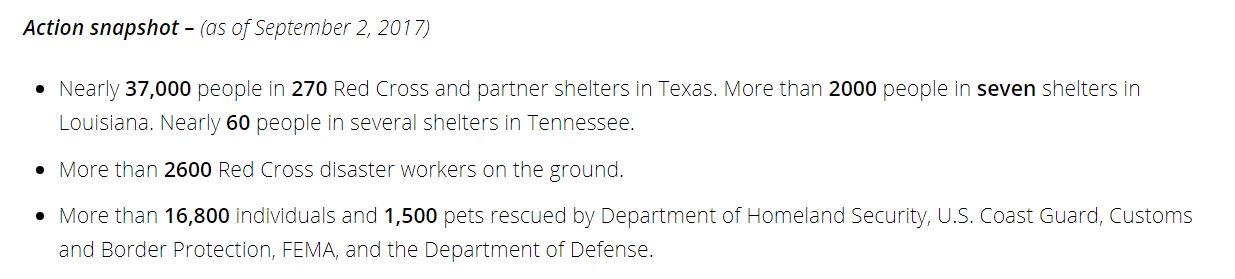 Action snapshot – (as of September 2, 2017)
Nearly 37,000 people in 270 Red Cross and partner shelters in Texas. More than 2000 people in seven shelters in
Louisiana. Nearly 60 people in several shelters in Tennessee.
More than 2600 Red Cross disaster workers on the ground.
More than 16,800 individuals and 1,500 pets rescued by Department of Homeland Security, U.S. Coast Guard, Customs
and Border Protection, FEMA, and the Department of Defense.